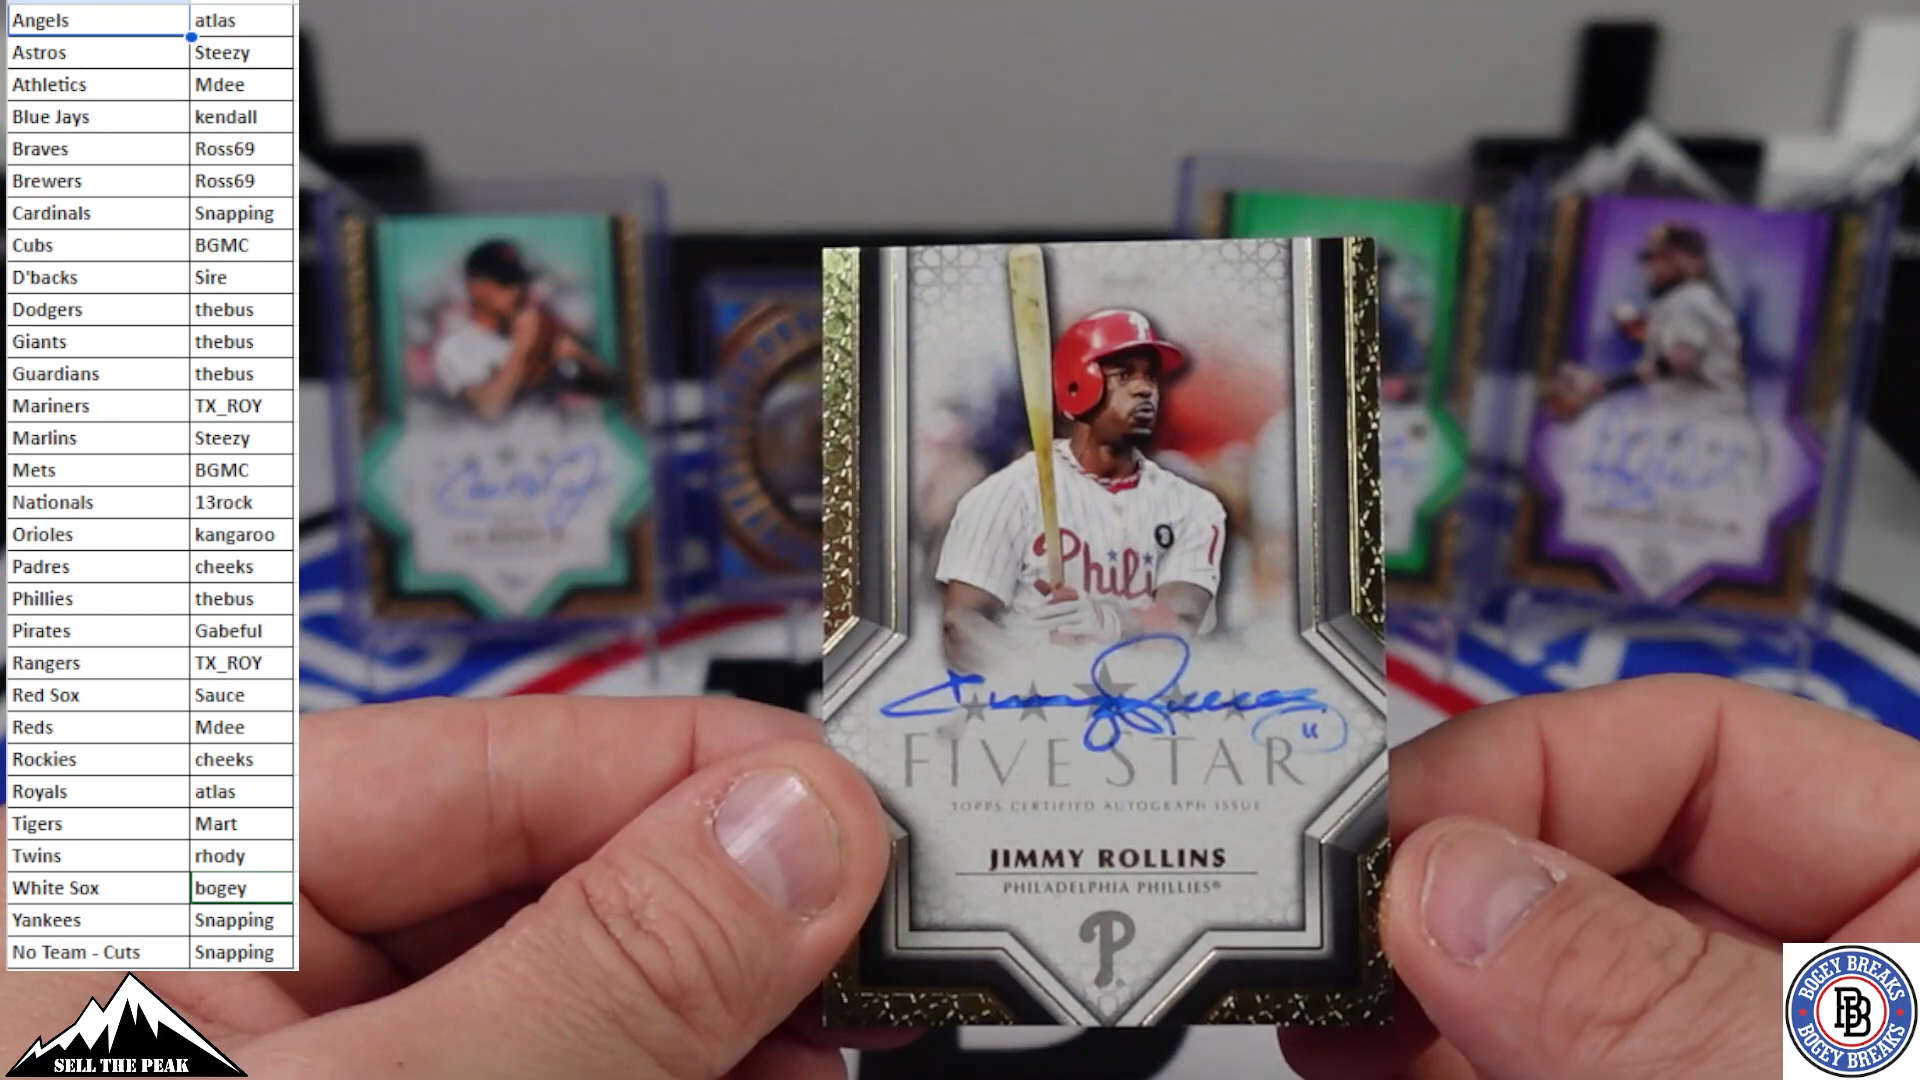 Angels atlas
Astros Steezy
Athletics Mdee
Blue Jays kendall
Braves Ross69
Brewers Ross69
Cardinals Snapping
Cubs BGMC
D'backs Sire
Dodgers thebus
Giants thebus
Guardians thebus
Mariners TX_ROY
Marlins Steezy
Mets BGMC
Nationals 13rock
Orioles kangaroo
Padres cheeks
Phillies thebus
Pirates Gabeful
Rangers TX_ROY
Red Sox Sauce
Reds Mdee
Rockies cheeks
Royals atlas
Tigers Mart
Twins rhody
White Sox bogey
Yankees Snapping
No Team - Cuts Snapping
SELL THE PEAK
P
Phili
1
FIVE STAR
TOPPS CERTIFIED AUTOGRAPH ISSUE
JIMMY ROLLINS
PHILADELPHIA PHILLIES®
P
BOGEY BREAKS
BB
BOGEY BREAKS